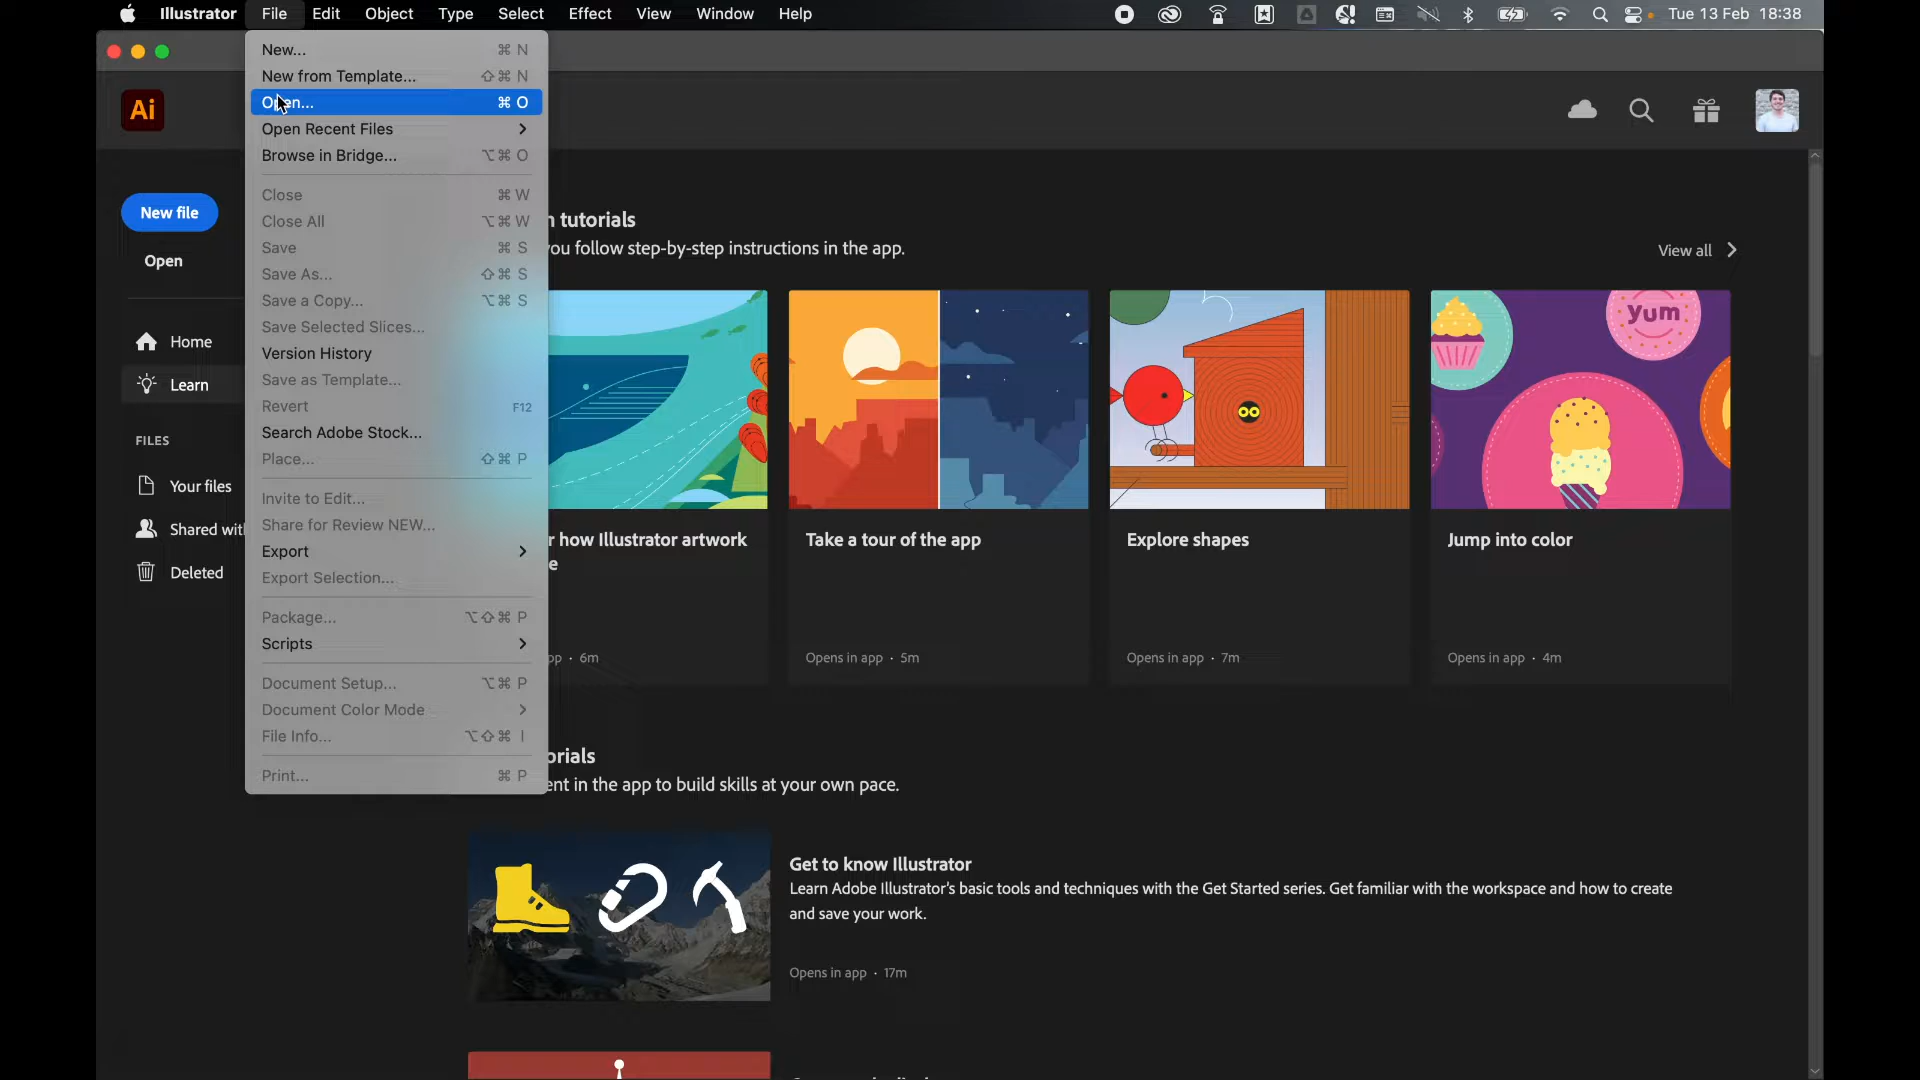 Illustrator File Edit Object Type Select Effect View Window Help Tue 13 Feb 18:38
New... ⌘ N
New from Template... ⇧⌘ N
Open... ⌘ O
Open Recent Files
Browse in Bridge... ⌥⌘ O
Close ⌘ W
Close All ⌥⌘ W
Save ⌘ S
Save As... ⇧⌘ S
Save a Copy... ⌥⌘ S
Save Selected Slices...
Version History
Save as Template...
Revert F12
Search Adobe Stock...
Place... ⇧⌘ P
Invite to Edit...
Share for Review NEW...
Export
Export Selection...
Package... ⌥⇧⌘ P
Scripts
Document Setup... ⌥⌘ P
Document Color Mode
File Info... ⌥⇧⌘ I
Print... ⌘ P
Ai
New file
Open
Home
Learn
FILES
Your files
Shared wit
Deleted
tutorials
you follow step-by-step instructions in the app.
View all
Yum
r how Illustrator artwork
e
pp · 6m
Take a tour of the app
Opens in app · 5m
Explore shapes
Opens in app · 7m
Jump into color
Opens in app · 4m
orials
ent in the app to build skills at your own pace.
Get to know Illustrator
Learn Adobe Illustrator's basic tools and techniques with the Get Started series. Get familiar with the workspace and how to create
and save your work.
Opens in app · 17m